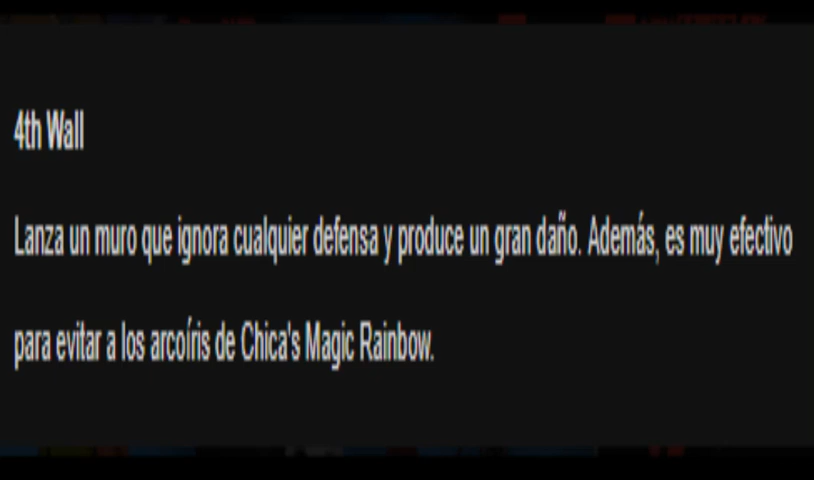 4th Wall
Lanza un muro que ignora cualquier defensa y produce un gran daño. Además, es muy efectivo
para evitar a los arcoíris de Chica's Magic Rainbow.